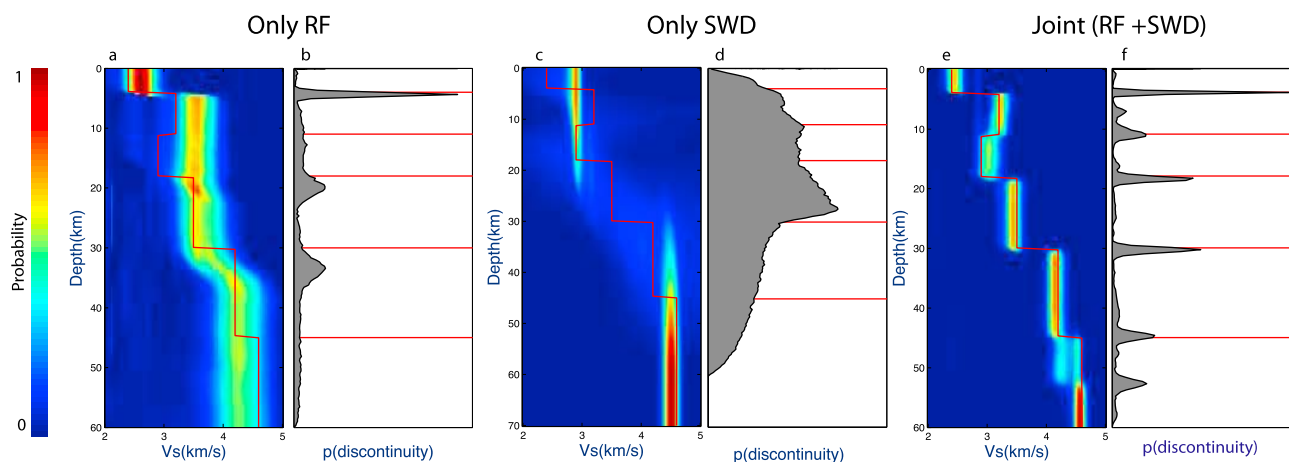 Only RF
Only SWD
Joint (RF +SWD)
a
b
c
d
e
f
1
Probability
0
Depth(km)
0
10
20
30
40
50
60
2
3
4
5
Vs(km/s)
p(discontinuity)
Depth(km)
0
10
20
30
40
50
60
70
2
3
4
5
Vs(km/s)
p(discontinuity)
Depth(km)
0
10
20
30
40
50
60
2
3
4
5
Vs(km/s)
p(discontinuity)